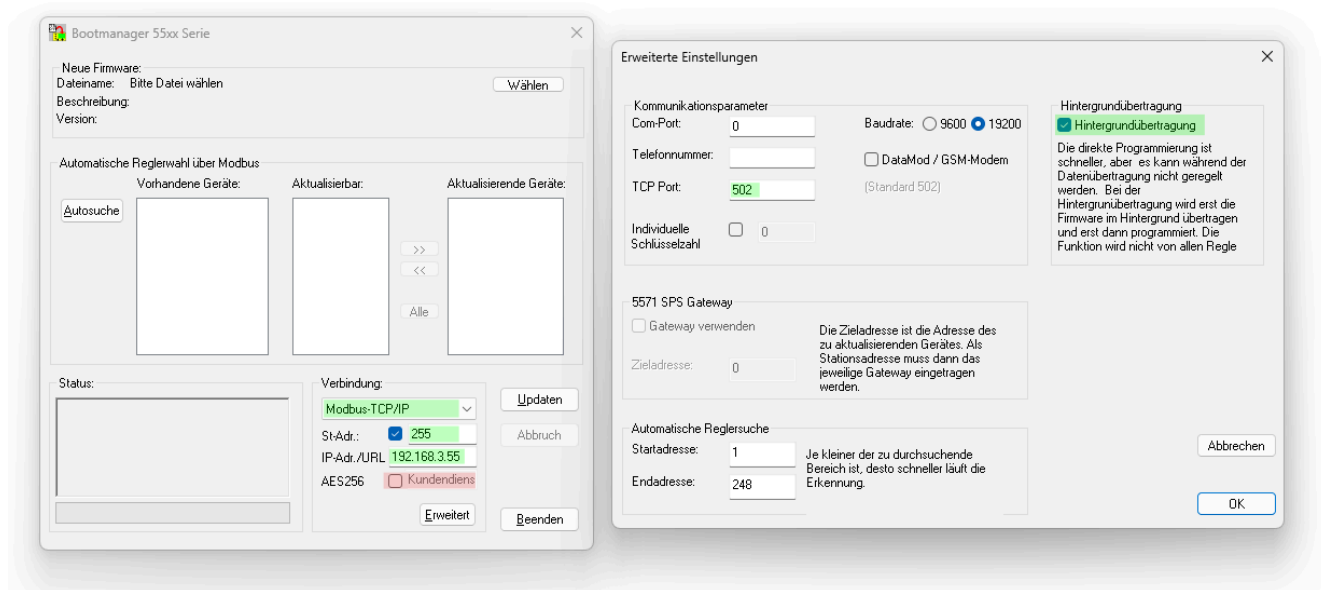 Bootmanager 55xx Serie
Neue Firmware:
Dateiname: Bitte Datei wählen
Wählen
Beschreibung:
Version:
Automatische Reglerwahl über Modbus
Vorhandene Geräte: Aktualisierbar: Aktualisierende Geräte:
Autosuche
>>
<<
Alle
Status:
Verbindung:
Modbus-TCP/IP
Updaten
St-Adr.: 255
Abbruch
IP-Adr./URL 192.168.3.55
AES256 Kundendiens
Erweitert
Beenden
Erweiterte Einstellungen
Kommunikationsparameter
Com-Port: 0 Baudrate: 9600 19200
Telefonnummer: DataMod / GSM-Modem
TCP Port: 502 (Standard 502)
Individuelle
Schlüsselzahl
0
Hintergrundübertragung
Hintergrundübertragung
Die direkte Programmierung ist
schneller, aber es kann während der
Datenübertragung nicht geregelt
werden. Bei der
Hintergrunübertragung wird erst die
Firmware im Hintergrund übertragen
und erst dann programmiert. Die
Funktion wird nicht von allen Regle
5571 SPS Gateway
Gateway verwenden
Zieladresse: 0
Die Zieladresse ist die Adresse des
zu aktualisierenden Gerätes. Als
Stationsadresse muss dann das
jeweilige Gateway eingetragen
werden.
Automatische Reglersuche
Startadresse: 1
Endadresse: 248
Je kleiner der zu durchsuchende
Bereich ist, desto schneller läuft die
Erkennung.
Abbrechen
OK